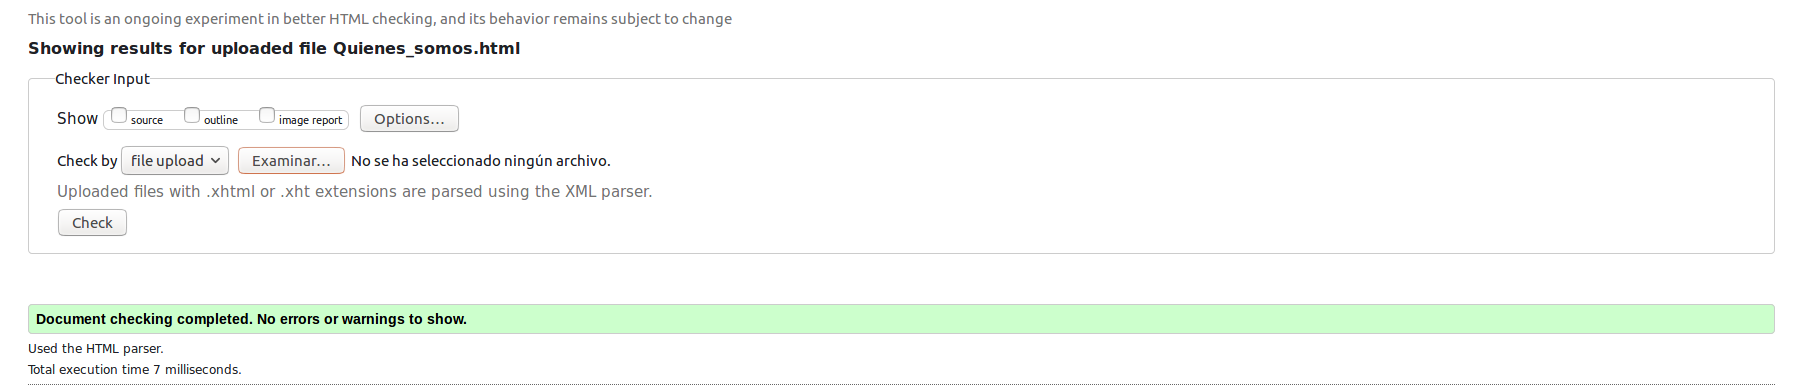 This tool is an ongoing experiment in better HTML checking, and its behavior remains subject to change
Showing results for uploaded file Quienes_somos.html
Checker Input
Show source outline image report Options...
Check by file upload Examinar... No se ha seleccionado ningún archivo.
Uploaded files with .xhtml or .xht extensions are parsed using the XML parser.
Check
Document checking completed. No errors or warnings to show.
Used the HTML parser.
Total execution time 7 milliseconds.